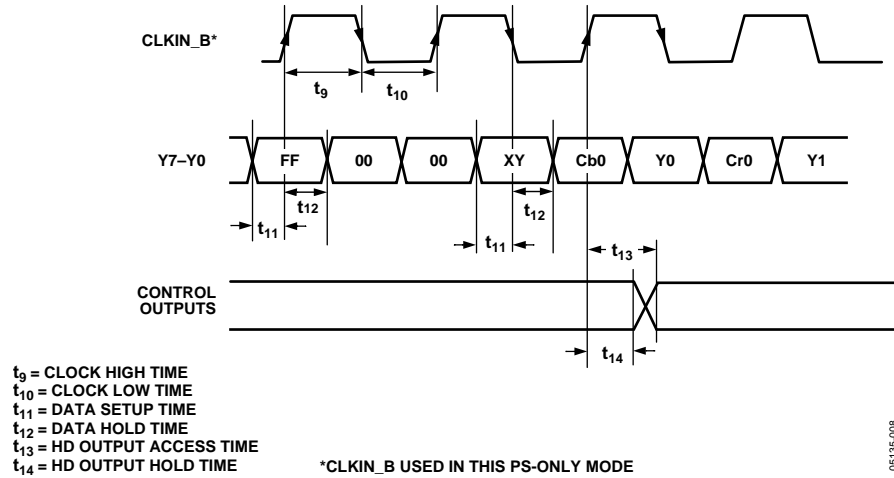 CLKIN_B*
t9
t10
Y7–Y0
FF
00
00
XY
Cb0
Y0
Cr0
Y1
t12
t12
t11
t11
t13
CONTROL
OUTPUTS
t14
t9 = CLOCK HIGH TIME
t10 = CLOCK LOW TIME
t11 = DATA SETUP TIME
t12 = DATA HOLD TIME
t13 = HD OUTPUT ACCESS TIME
t14 = HD OUTPUT HOLD TIME
*CLKIN_B USED IN THIS PS-ONLY MODE
05135-008